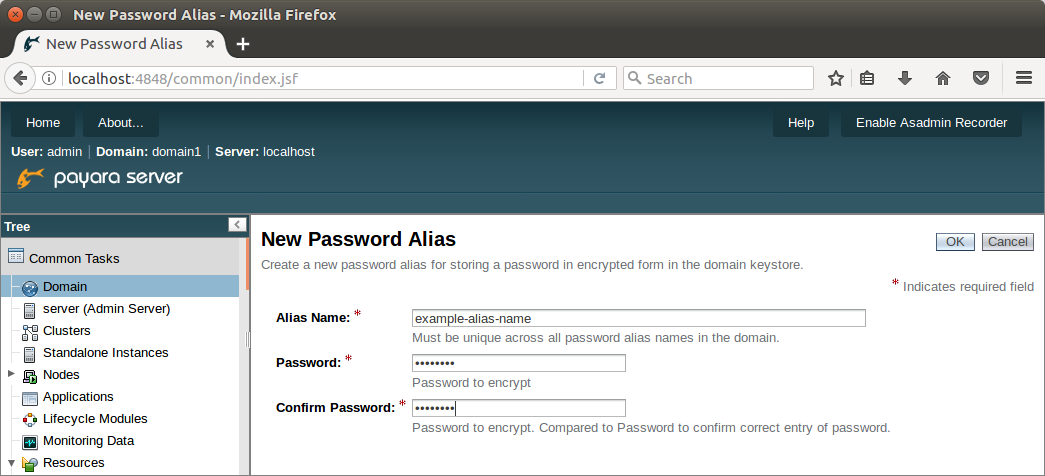 New Password Alias - Mozilla Firefox
New Password Alias
localhost:4848/common/index.jsf
Search
Home
About...
Help
Enable Asadmin Recorder
User: admin | Domain: domain1 | Server: localhost
payara server
Tree
Common Tasks
Domain
server (Admin Server)
Clusters
Standalone Instances
Nodes
Applications
Lifecycle Modules
Monitoring Data
Resources
New Password Alias
OK
Cancel
Create a new password alias for storing a password in encrypted form in the domain keystore.
* Indicates required field
Alias Name: * example-alias-name
Must be unique across all password alias names in the domain.
Password: * ••••••••
Password to encrypt
Confirm Password: * ••••••••
Password to encrypt. Compared to Password to confirm correct entry of password.